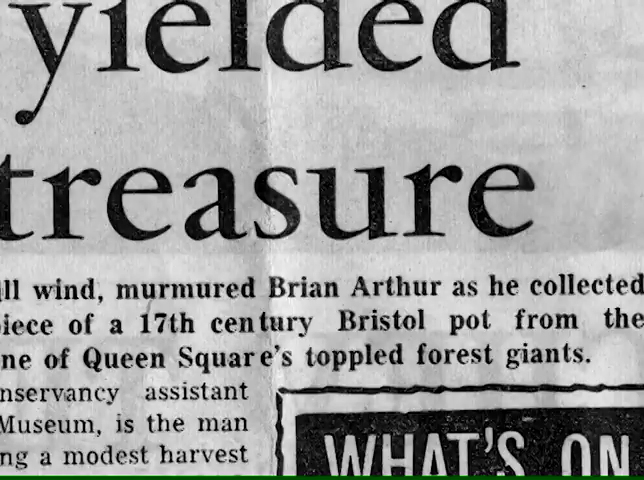 yielded
treasure
ll wind, murmured Brian Arthur as he collected
iece of a 17th century Bristol pot from the
ne of Queen Square's toppled forest giants.
nservancy assistant
Museum, is the man
ng a modest harvest
WHAT'S ON